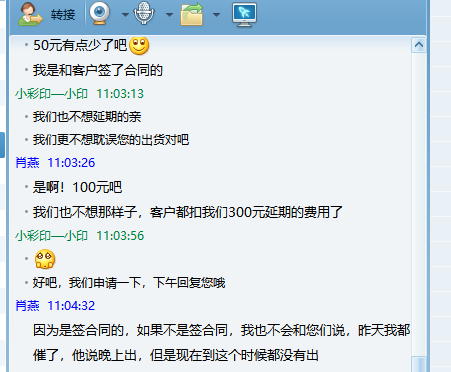 转接
50元有点少了吧
我是和客户签了合同的
小彩印—小印 11:03:13
我们也不想延期的亲
我们更不想耽误您的出货对吧
肖燕 11:03:26
是啊！100元吧
我们也不想那样子，客户都扣我们300元延期的费用了
小彩印—小印 11:03:56
好吧，我们申请一下，下午回复您哦
肖燕 11:04:32
因为是签合同的，如果不是签合同，我也不会和您们说，昨天我都
催了，他说晚上出，但是现在到这个时候都没有出